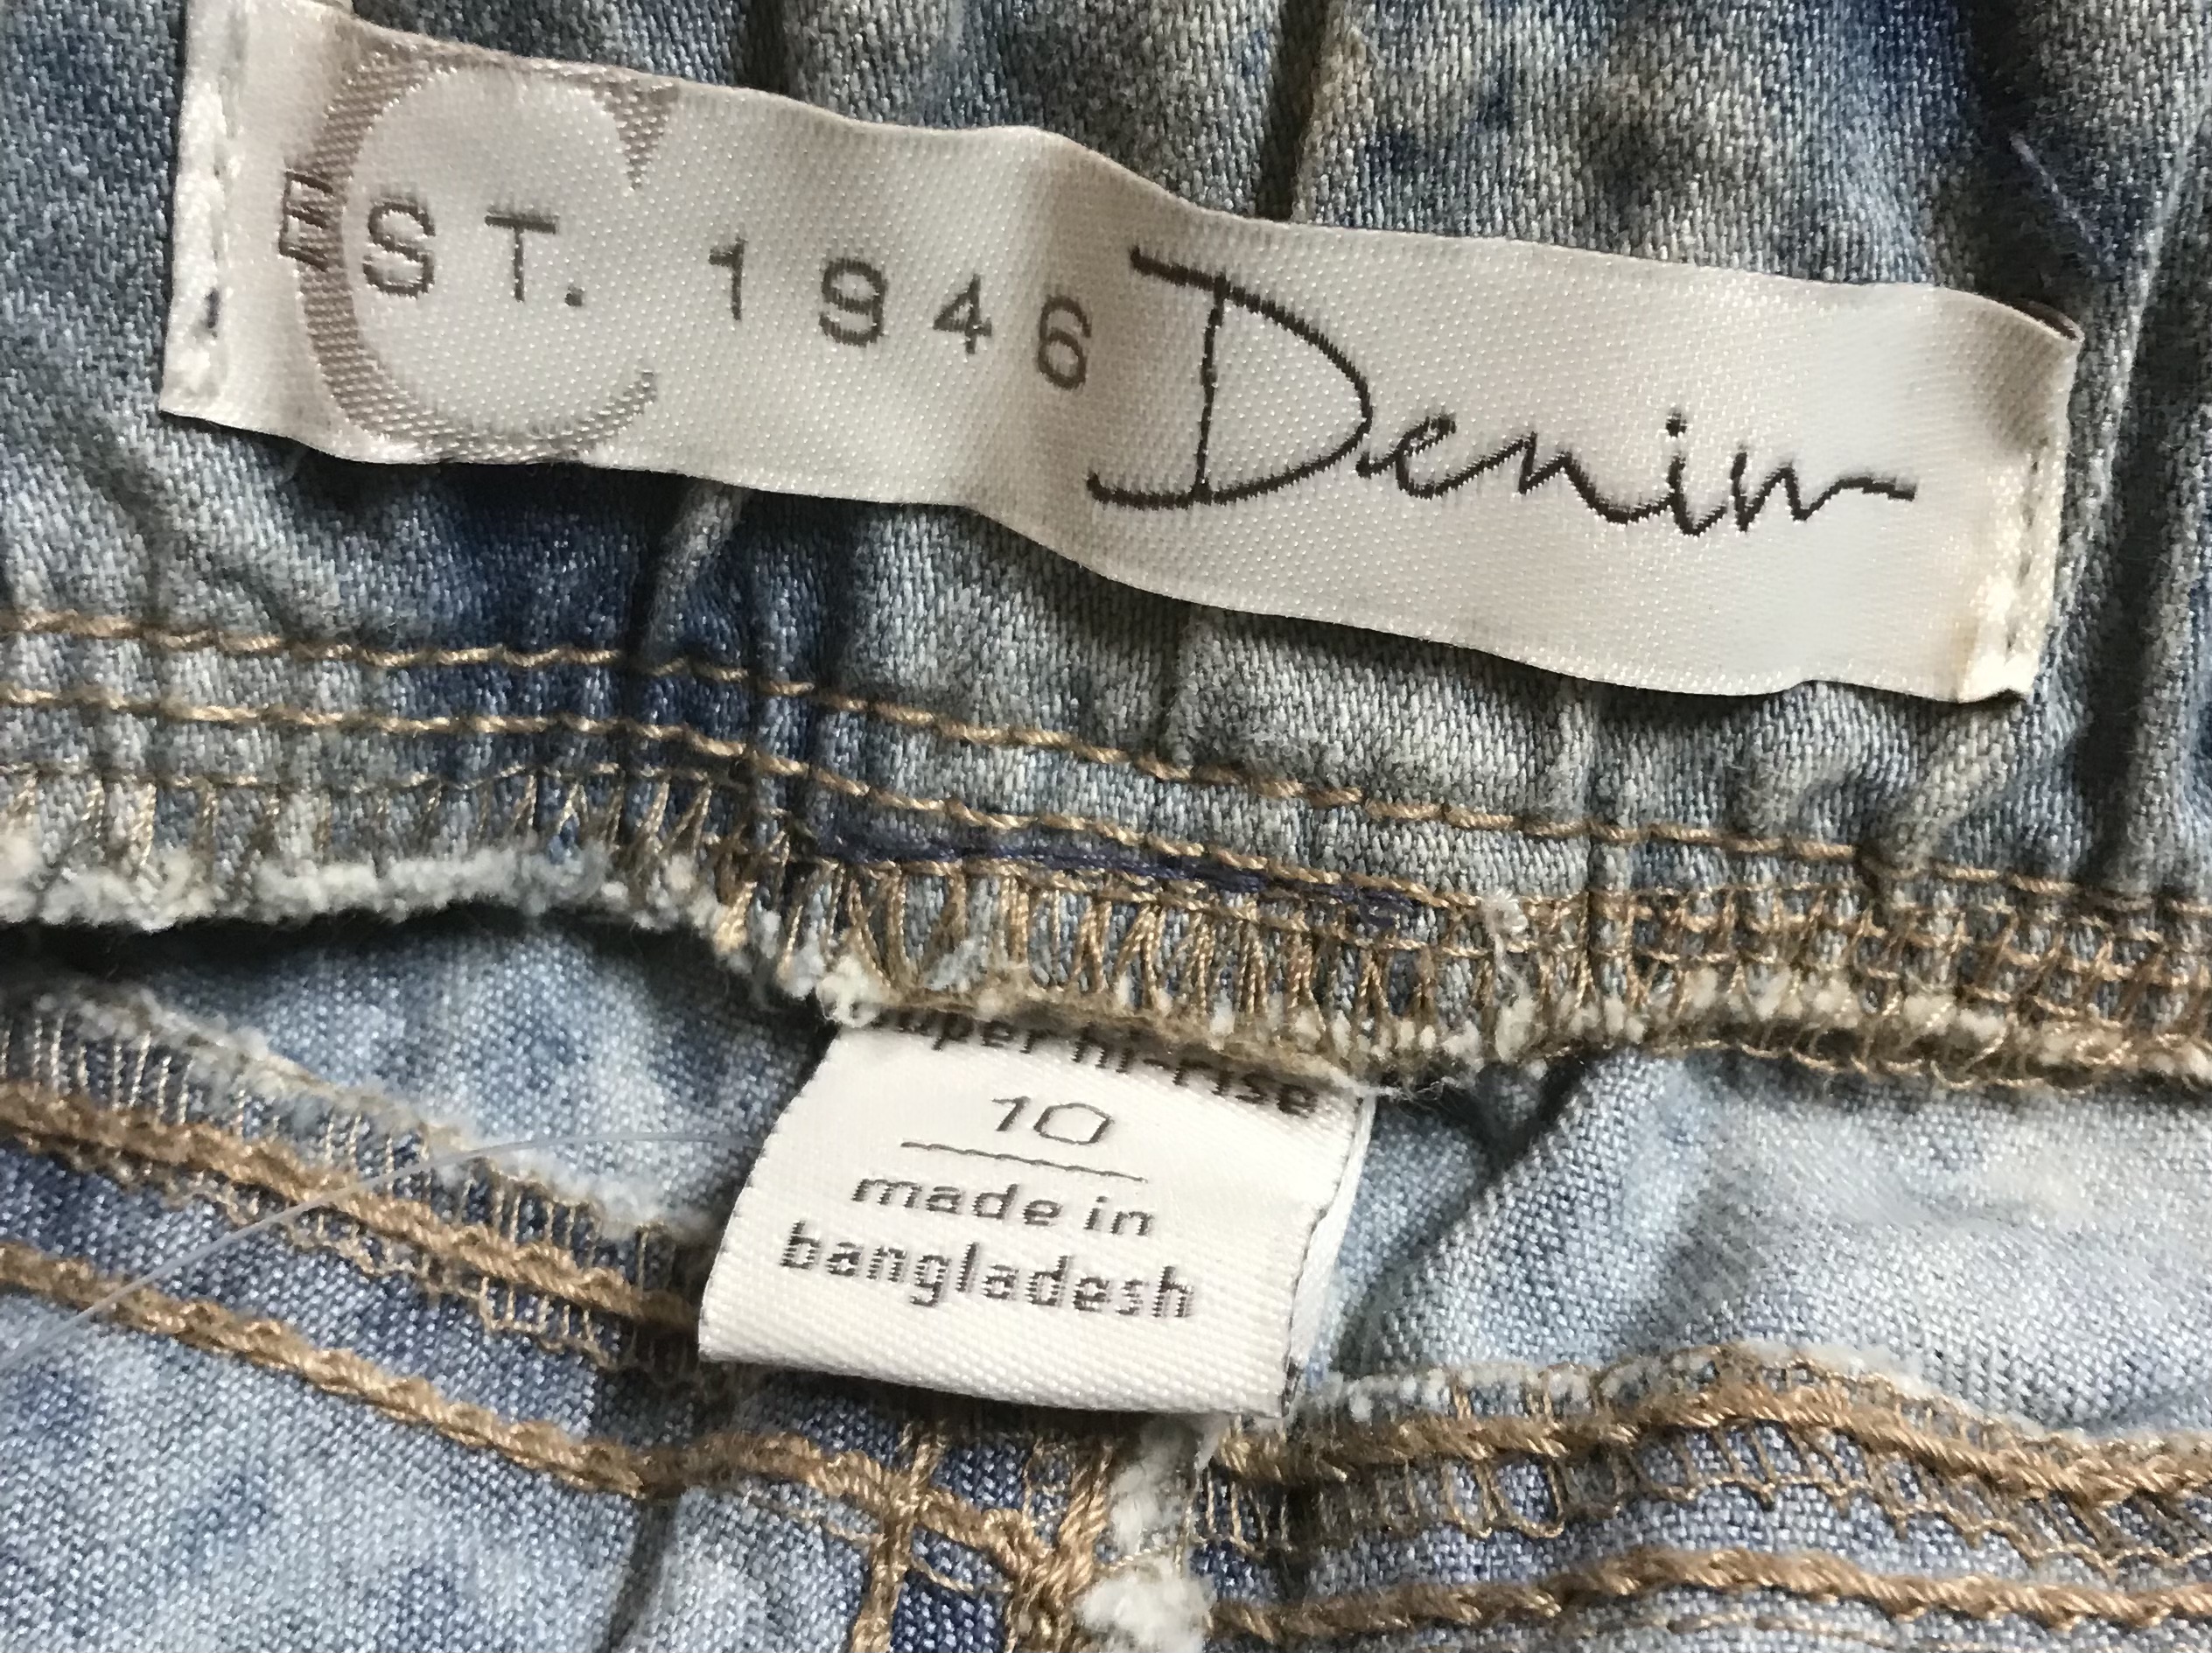 C
EST. 1946 Denim
super hi-rise
10
made in
bangladesh